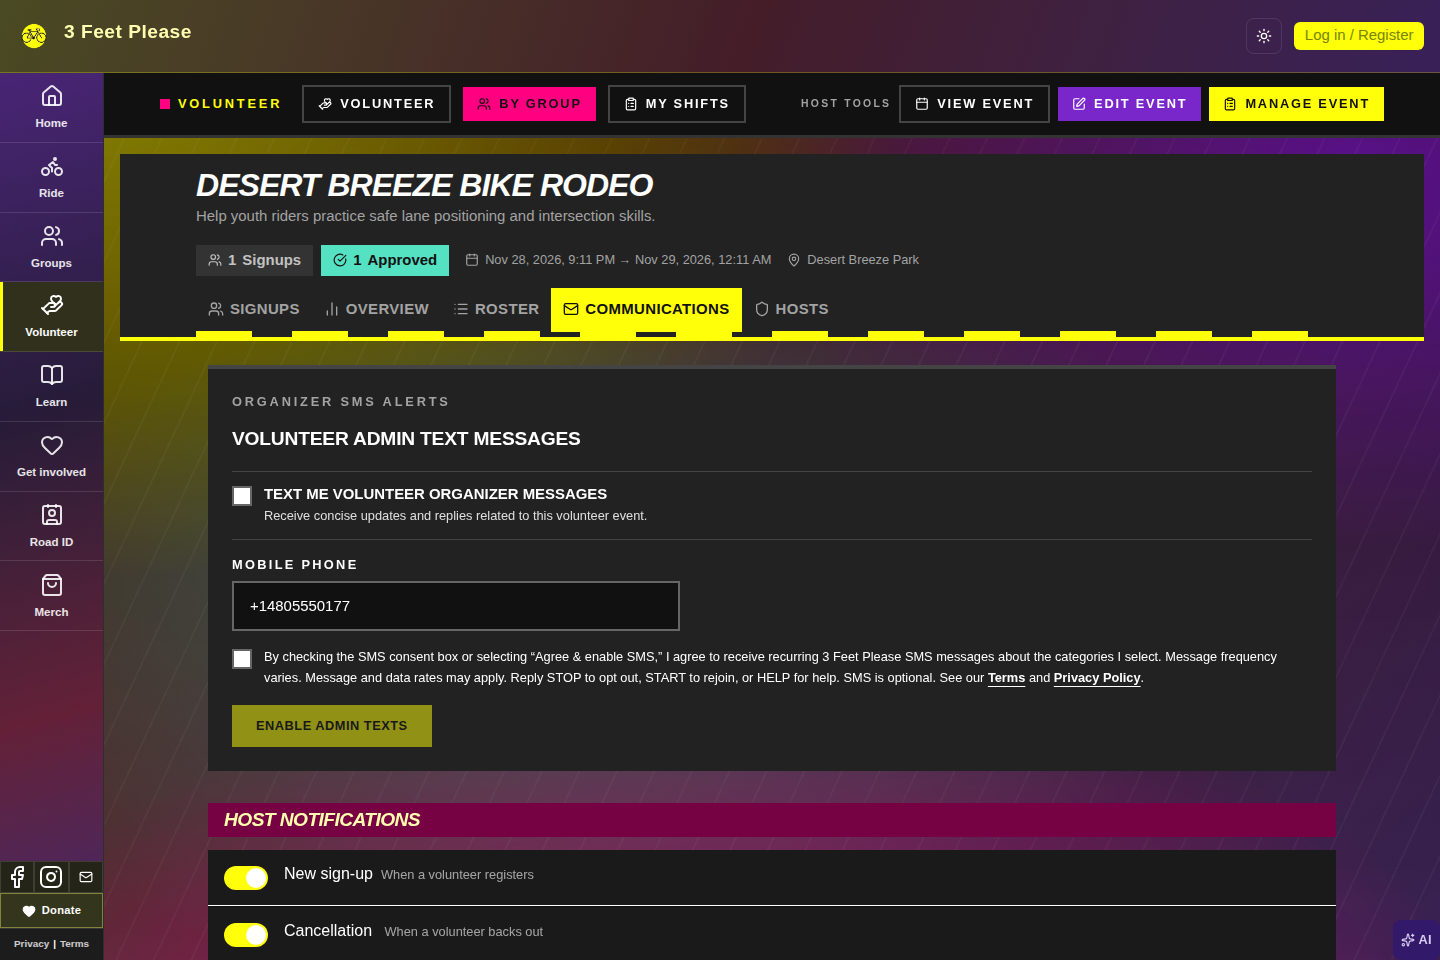 3 Feet Please
Log in / Register
Home
Ride
Groups
Volunteer
Learn
Get involved
Road ID
Merch
Donate
Privacy | Terms
VOLUNTEER
VOLUNTEER
BY GROUP
MY SHIFTS
HOST TOOLS
VIEW EVENT
EDIT EVENT
MANAGE EVENT
DESERT BREEZE BIKE RODEO
Help youth riders practice safe lane positioning and intersection skills.
1 Signups
1 Approved
Nov 28, 2026, 9:11 PM → Nov 29, 2026, 12:11 AM
Desert Breeze Park
SIGNUPS
OVERVIEW
ROSTER
COMMUNICATIONS
HOSTS
ORGANIZER SMS ALERTS
VOLUNTEER ADMIN TEXT MESSAGES
TEXT ME VOLUNTEER ORGANIZER MESSAGES
Receive concise updates and replies related to this volunteer event.
MOBILE PHONE
+14805550177
By checking the SMS consent box or selecting “Agree & enable SMS,” I agree to receive recurring 3 Feet Please SMS messages about the categories I select. Message frequency
varies. Message and data rates may apply. Reply STOP to opt out, START to rejoin, or HELP for help. SMS is optional. See our Terms and Privacy Policy.
ENABLE ADMIN TEXTS
HOST NOTIFICATIONS
New sign-up When a volunteer registers
Cancellation When a volunteer backs out
AI